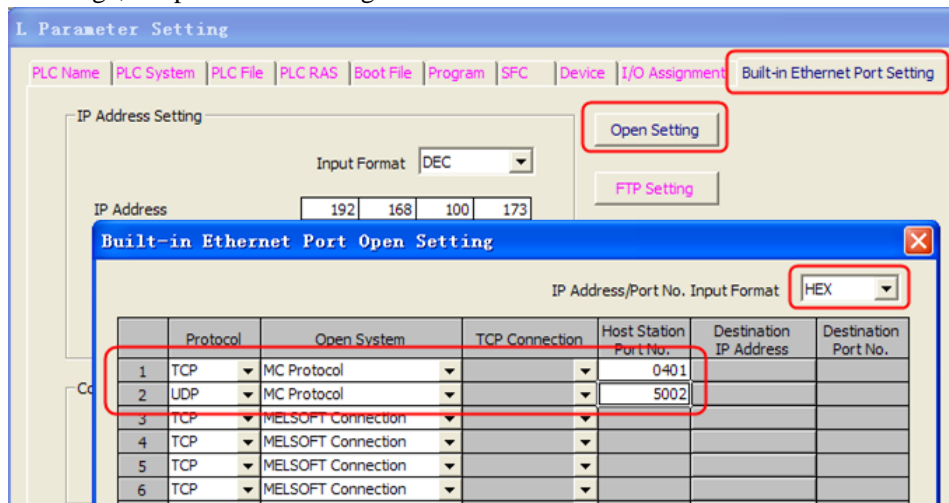 L Parameter Setting
PLC Name PLC System PLC File PLC RAS Boot File Program SFC Device I/O Assignment Built-in Ethernet Port Setting
IP Address Setting
Open Setting
Input Format DEC
FTP Setting
IP Address 192 168 100 173
Built-in Ethernet Port Open Setting
IP Address/Port No. Input Format HEX
Protocol Open System TCP Connection Host Station Port No. Destination IP Address Destination Port No.
1 TCP MC Protocol 0401
2 UDP MC Protocol 5002
3 TCP MELSOFT Connection
4 TCP MELSOFT Connection
5 TCP MELSOFT Connection
6 TCP MELSOFT Connection